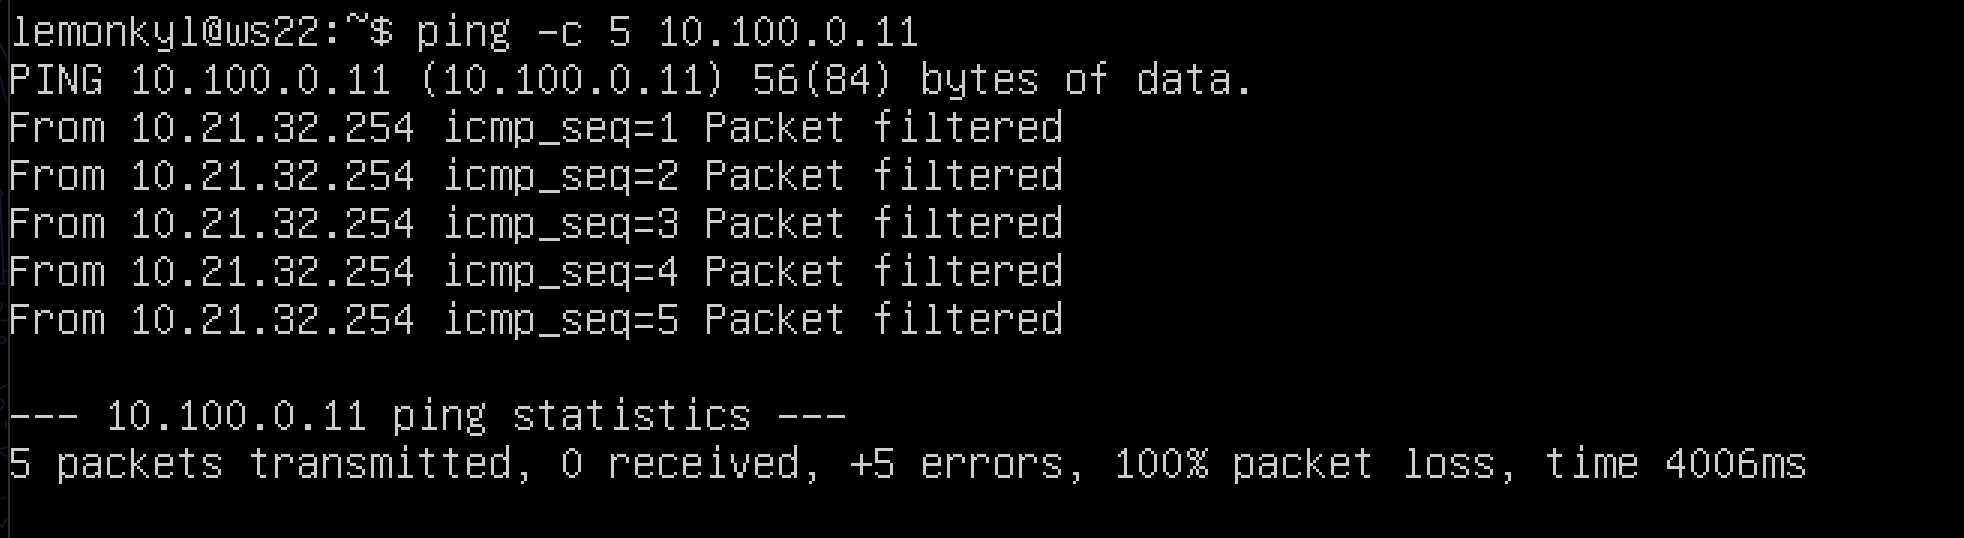 lemonkyl@ws22:~$ ping -c 5 10.100.0.11
PING 10.100.0.11 (10.100.0.11) 56(84) bytes of data.
From 10.21.32.254 icmp_seq=1 Packet filtered
From 10.21.32.254 icmp_seq=2 Packet filtered
From 10.21.32.254 icmp_seq=3 Packet filtered
From 10.21.32.254 icmp_seq=4 Packet filtered
From 10.21.32.254 icmp_seq=5 Packet filtered
--- 10.100.0.11 ping statistics ---
5 packets transmitted, 0 received, +5 errors, 100% packet loss, time 4006ms